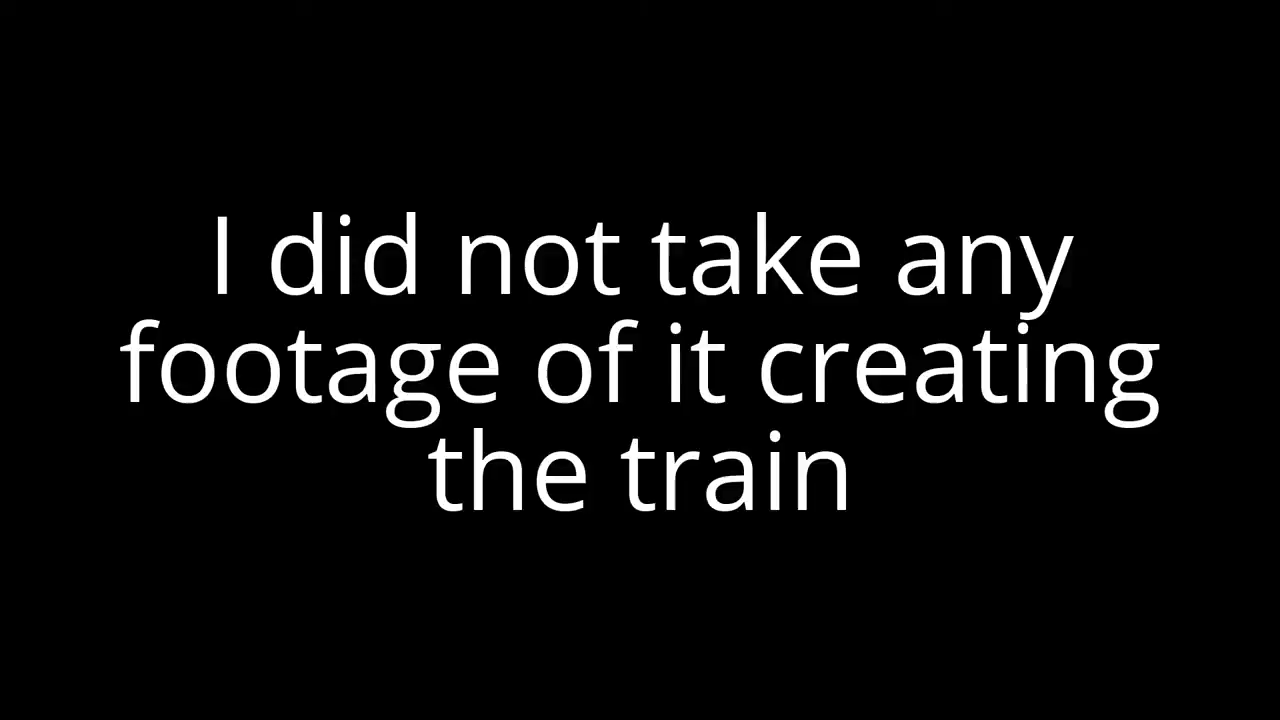 I did not take any
footage of it creating
the train